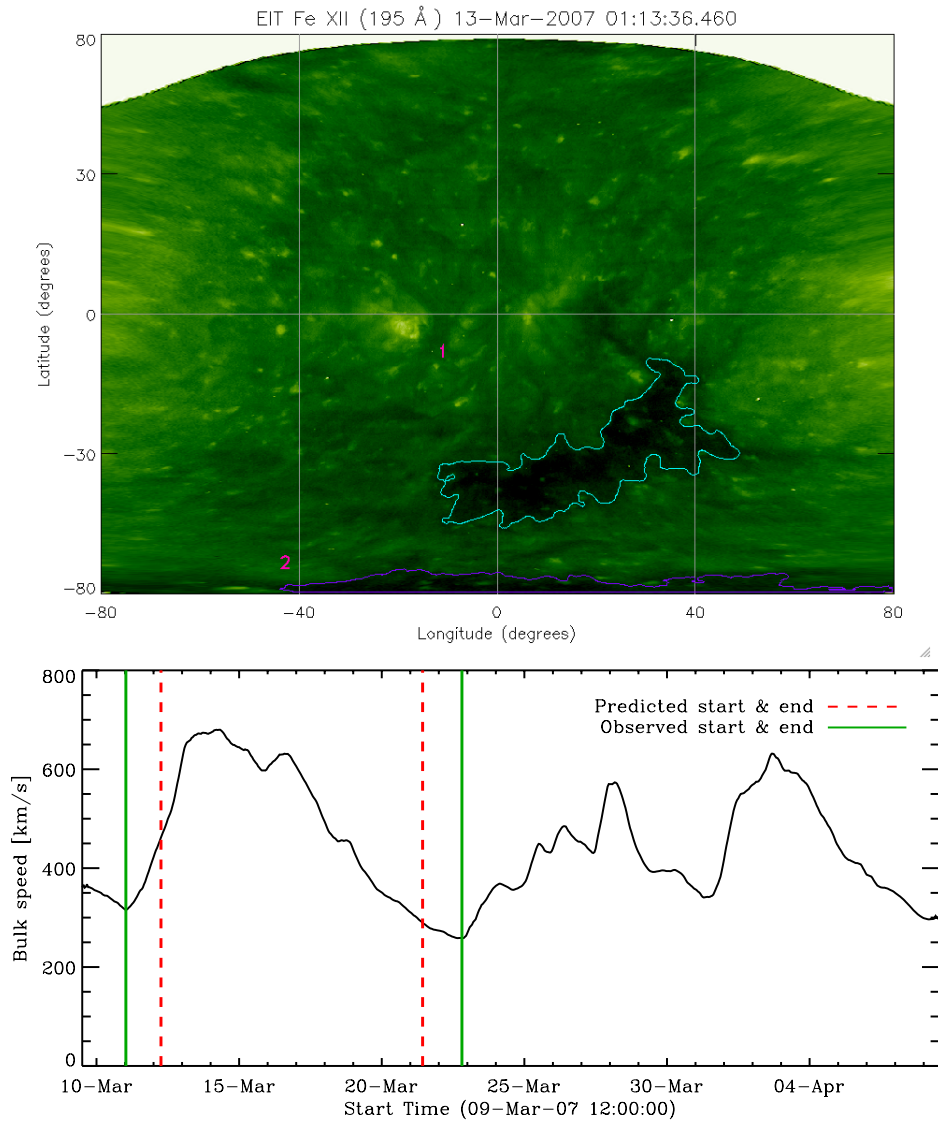 EIT Fe XII (195 Å) 13-Mar-2007 01:13:36.460
80
30
0
-30
-80
Latitude (degrees)
1
2
-80 -40 0 40 80
Longitude (degrees)
800
600
400
200
0
Bulk speed [km/s]
Predicted start & end
Observed start & end
10-Mar 15-Mar 20-Mar 25-Mar 30-Mar 04-Apr
Start Time (09-Mar-07 12:00:00)